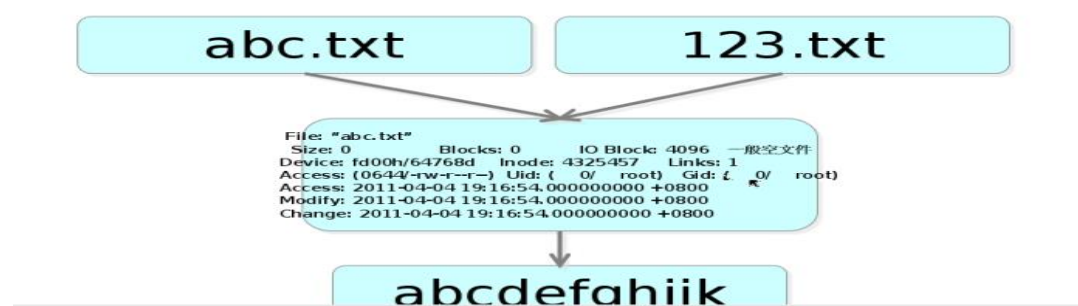 abc.txt
123.txt
File: "abc.txt"
Size: 0 Blocks: 0 IO Block: 4096 一般空文件
Device: fd00h/64768d Inode: 4325457 Links: 1
Access: (0644/-rw-r--r--) Uid: ( 0/ root) Gid: ( 0/ root)
Access: 2011-04-04 19:16:54.000000000 +0800
Modify: 2011-04-04 19:16:54.000000000 +0800
Change: 2011-04-04 19:16:54.000000000 +0800
abcdefghijk